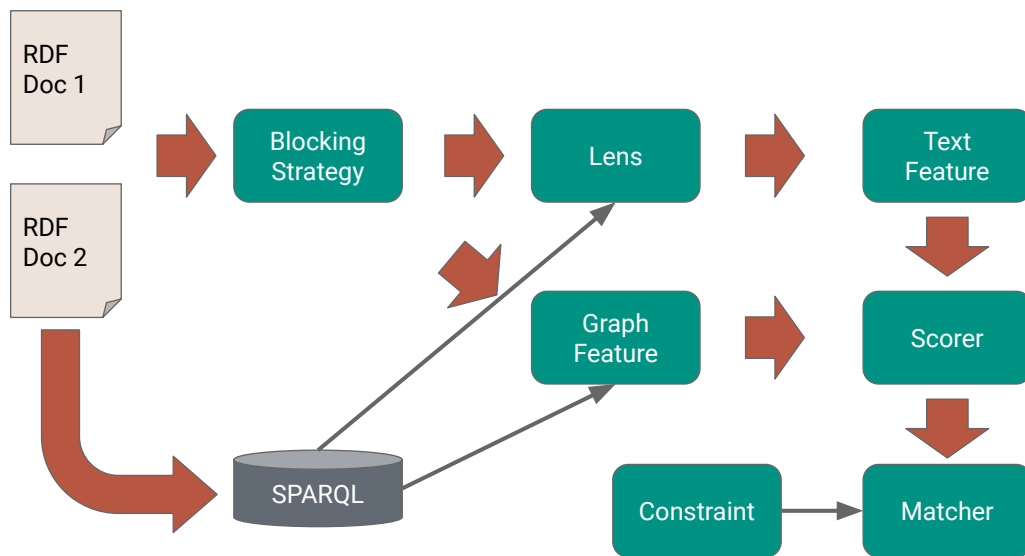 RDF
Doc 1
Blocking
Strategy
Lens
Text
Feature
RDF
Doc 2
Graph
Feature
Scorer
SPARQL
Constraint
Matcher